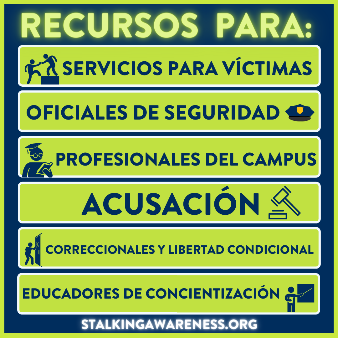 RECURSOS PARA:
SERVICIOS PARA VÍCTIMAS
OFICIALES DE SEGURIDAD
PROFESIONALES DEL CAMPUS
ACUSACIÓN
CORRECCIONALES Y LIBERTAD CONDICIONAL
EDUCADORES DE CONCIENTIZACIÓN
STALKINGAWARENESS.ORG